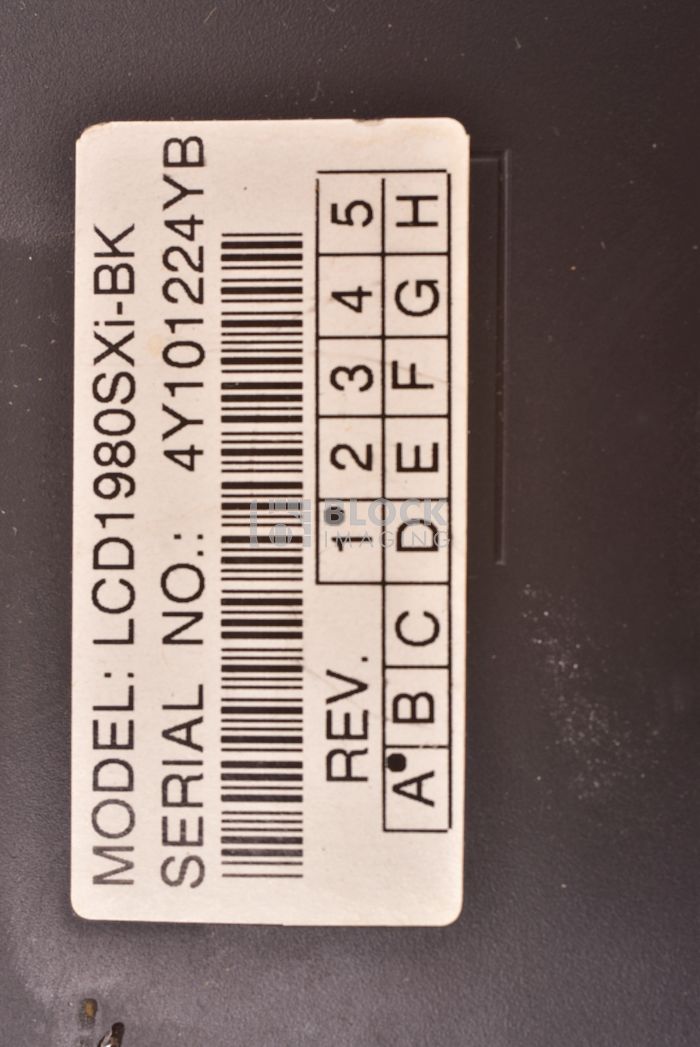 MODEL: LCD1980SXi-BK
SERIAL NO.: 4Y101224YB
REV. 1 2 3 4 5
A B C D E F G H
BLOCK
IMAGING